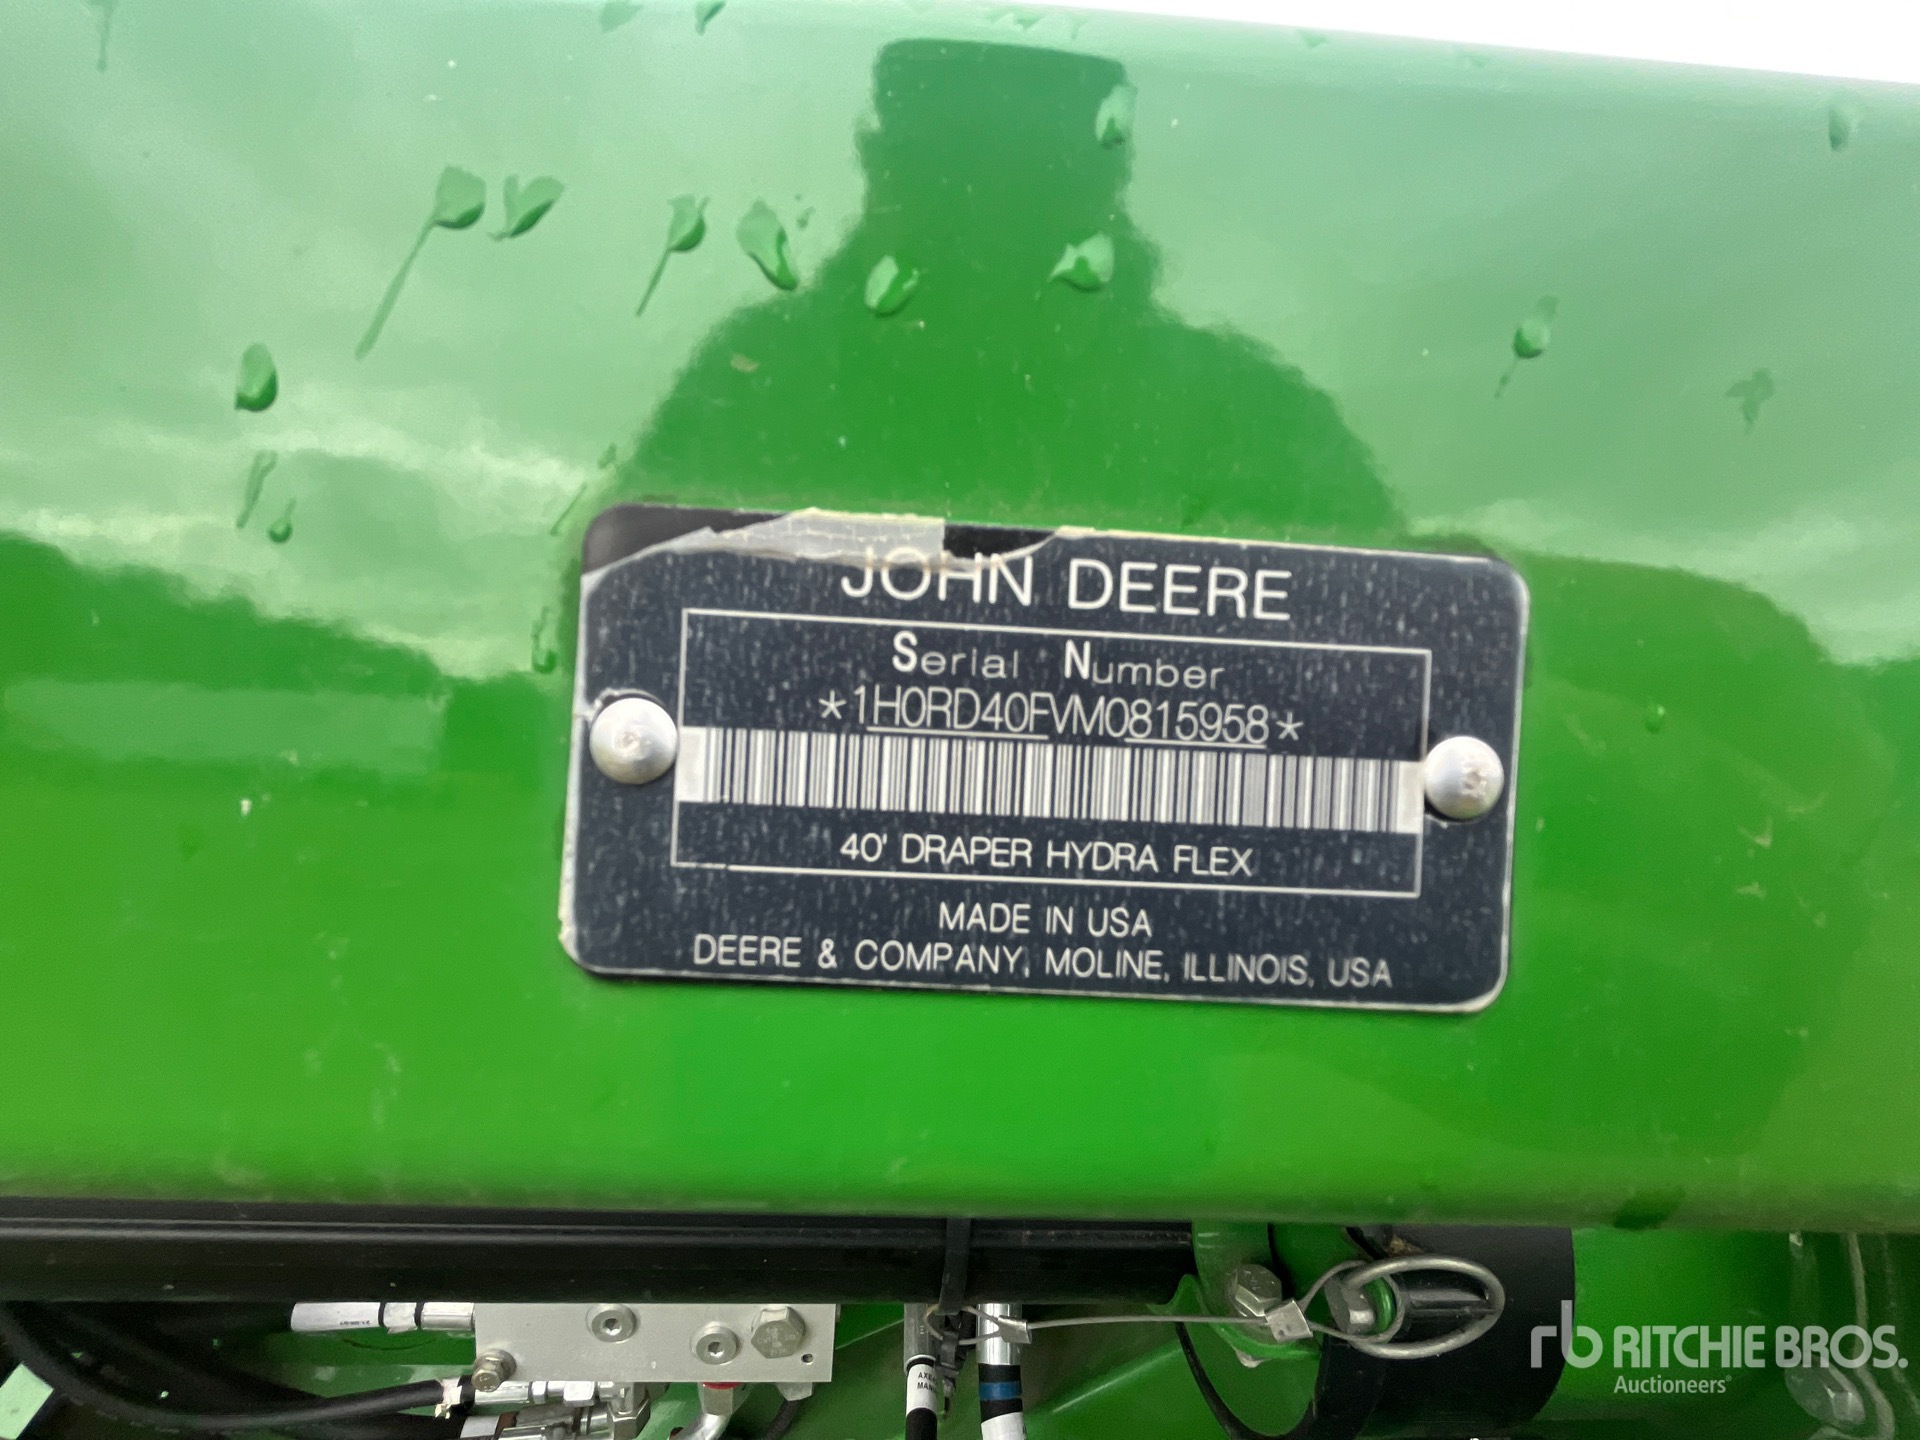 JOHN DEERE
Serial Number
*1H0RD40FVM0815958*
40' DRAPER HYDRA FLEX
MADE IN USA
DEERE & COMPANY, MOLINE, ILLINOIS, USA
rb RITCHIE BROS.
Auctioneers